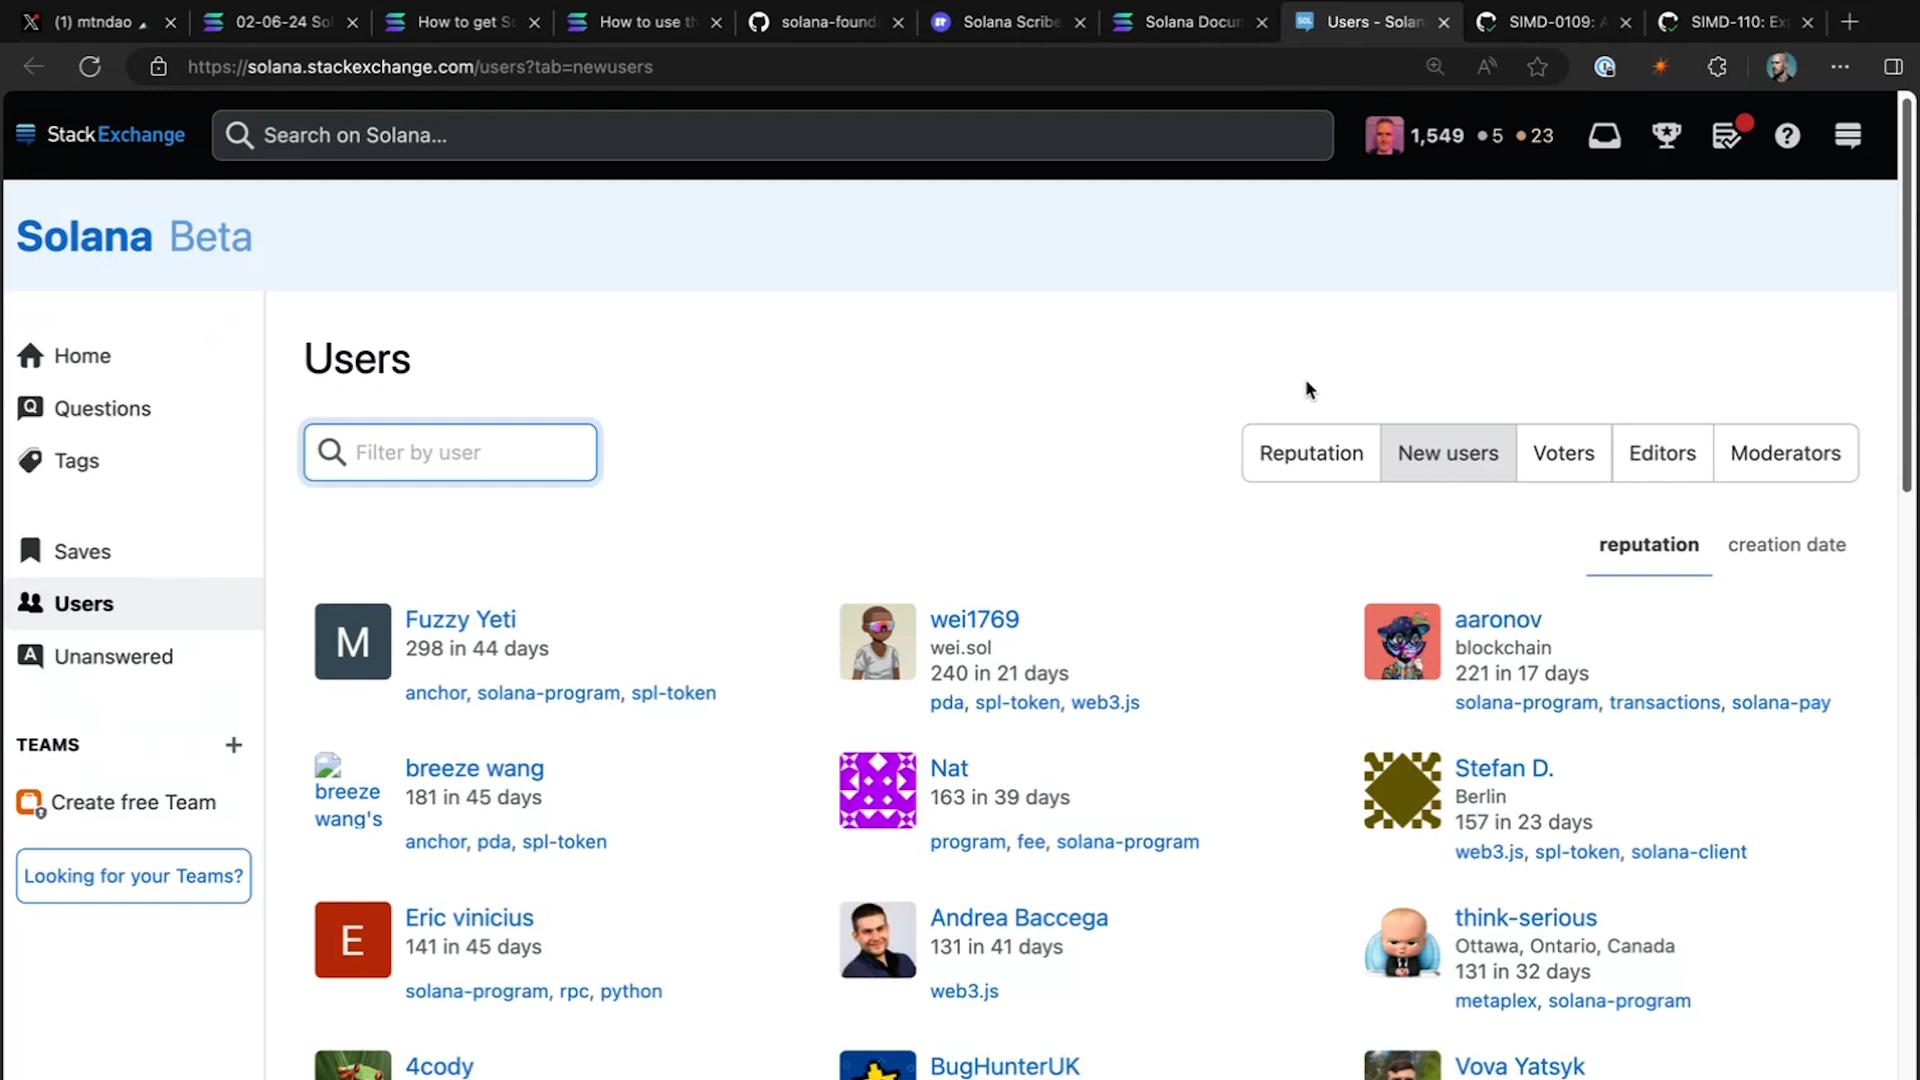 (1) mtndao
02-06-24 Sol
How to get So
How to use th
solana-found
Solana Scribe
Solana Docum
Users - Solan
SIMD-0109: A
SIMD-110: Ex
https://solana.stackexchange.com/users?tab=newusers
StackExchange
Search on Solana...
1,549 5 23
Solana Beta
Home
Questions
Tags
Saves
Users
Unanswered
TEAMS
Create free Team
Looking for your Teams?
Users
Filter by user
Reputation
New users
Voters
Editors
Moderators
reputation
creation date
M
Fuzzy Yeti
298 in 44 days
anchor, solana-program, spl-token
wei1769
wei.sol
240 in 21 days
pda, spl-token, web3.js
aaronov
blockchain
221 in 17 days
solana-program, transactions, solana-pay
breeze
wang's
breeze wang
181 in 45 days
anchor, pda, spl-token
Nat
163 in 39 days
program, fee, solana-program
Stefan D.
Berlin
157 in 23 days
web3.js, spl-token, solana-client
E
Eric vinicius
141 in 45 days
solana-program, rpc, python
Andrea Baccega
131 in 41 days
web3.js
think-serious
Ottawa, Ontario, Canada
131 in 32 days
metaplex, solana-program
4cody
BugHunterUK
Vova Yatsyk